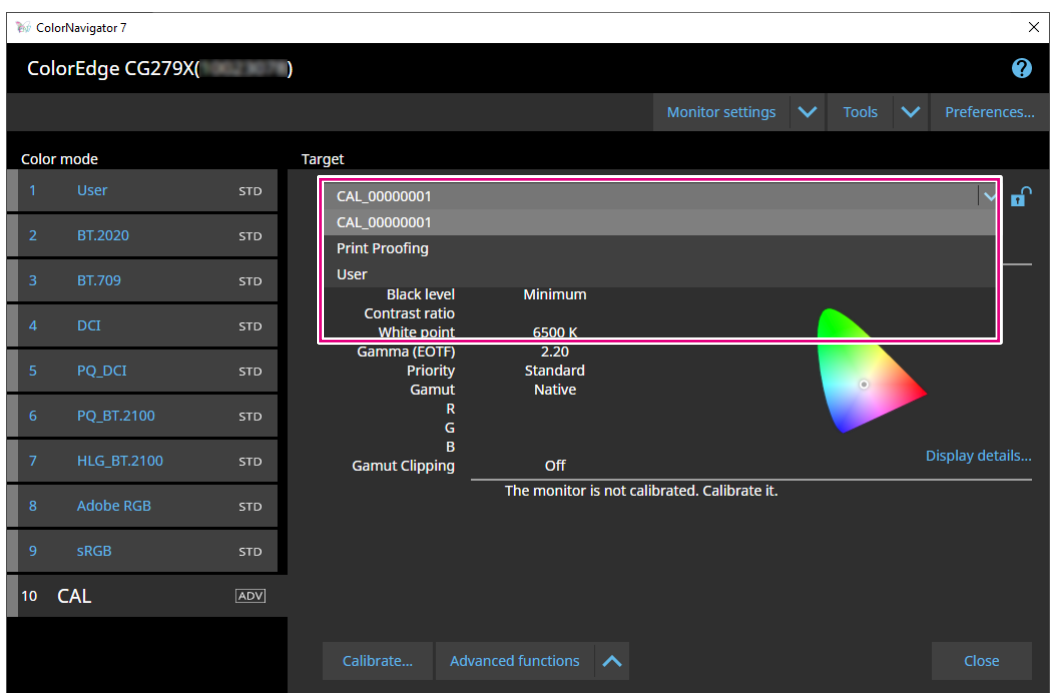 ColorNavigator 7
ColorEdge CG279X( )
Monitor settings Tools Preferences...
Color mode
Target
1 User STD
2 BT.2020 STD
3 BT.709 STD
4 DCI STD
5 PQ_DCI STD
6 PQ_BT.2100 STD
7 HLG_BT.2100 STD
8 Adobe RGB STD
9 sRGB STD
10 CAL ADV
CAL_00000001
CAL_00000001
Print Proofing
User
Black level Minimum
Contrast ratio
White point 6500 K
Gamma (EOTF) 2.20
Priority Standard
Gamut Native
R
G
B
Gamut Clipping Off
Display details...
The monitor is not calibrated. Calibrate it.
Calibrate... Advanced functions Close